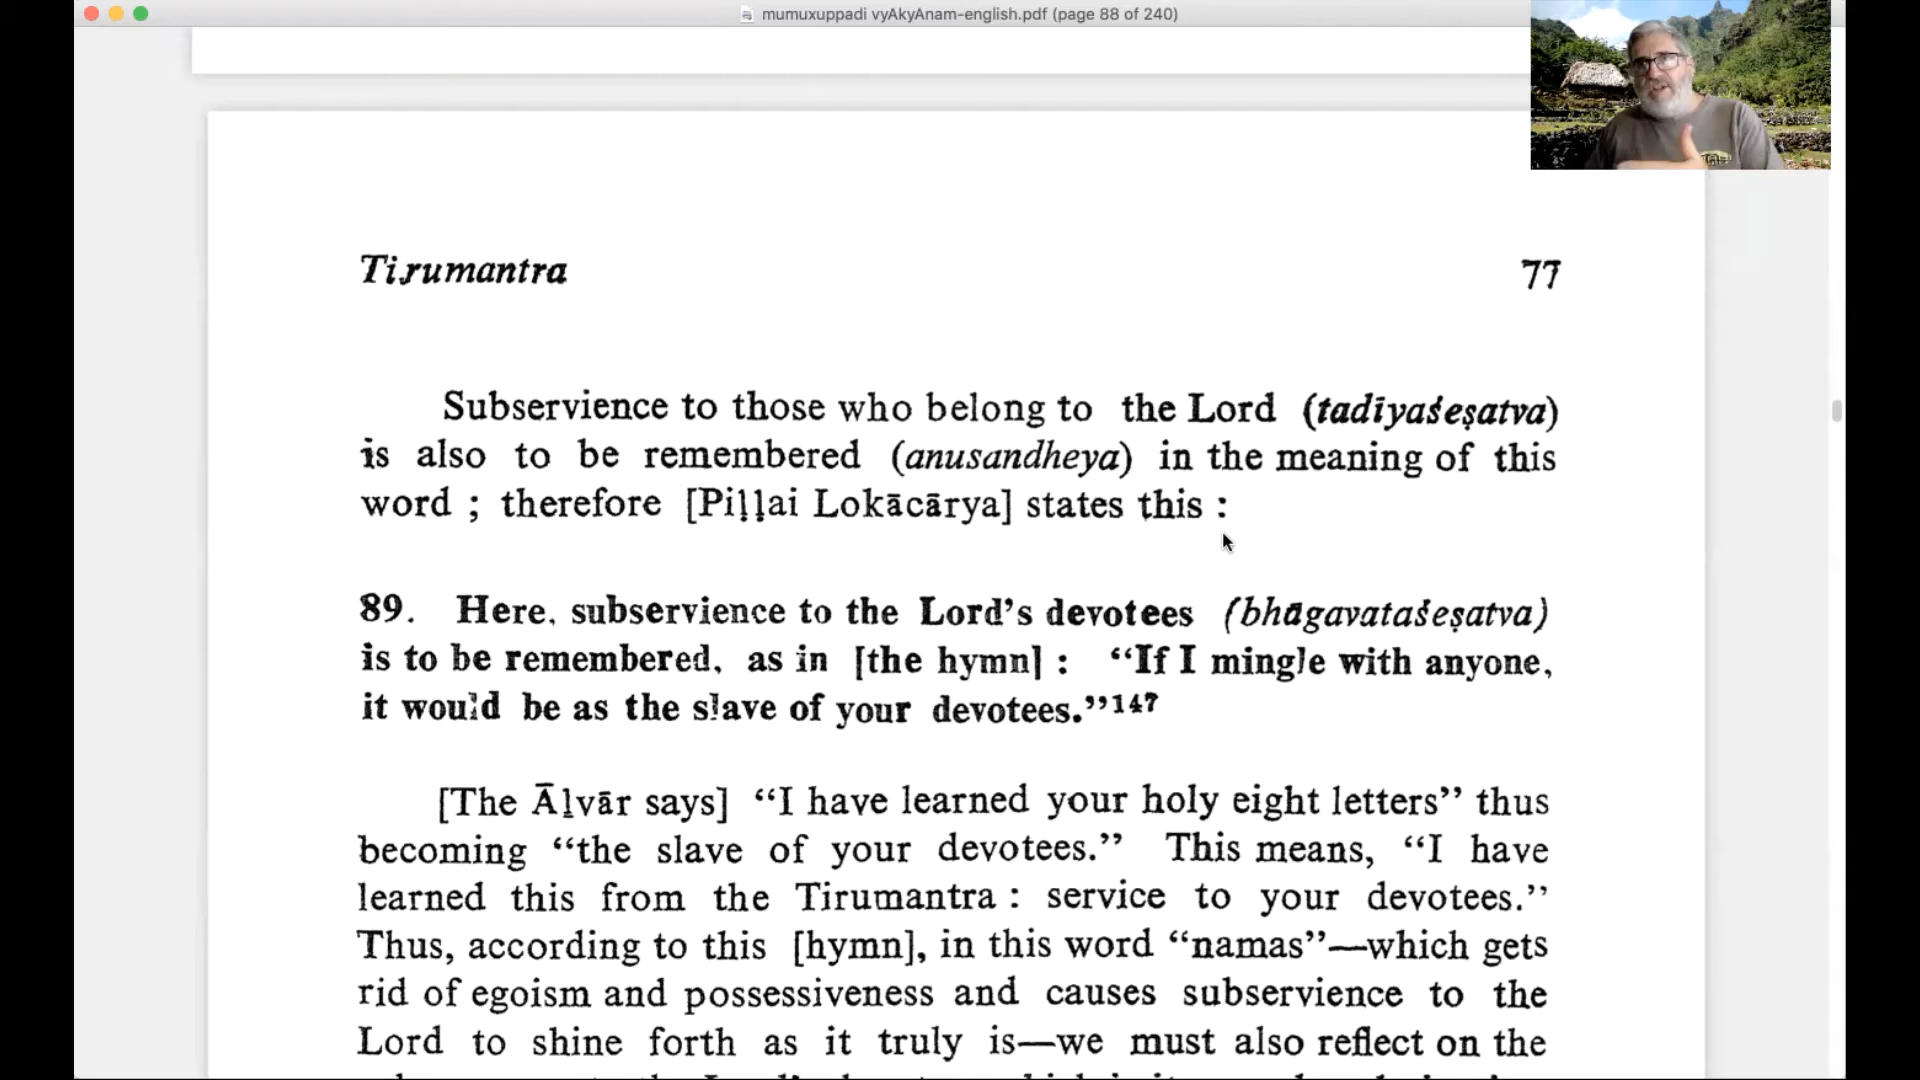 mumuxuppadi vyAkyAnam-english.pdf (page 88 of 240)
Tirumantra 77
Subservience to those who belong to the Lord (tadīyaśeṣatva)
is also to be remembered (anusandheya) in the meaning of this
word ; therefore [Piḷḷai Lokācārya] states this :
89. Here, subservience to the Lord’s devotees (bhāgavataśeṣatva)
is to be remembered, as in [the hymn] : “If I mingle with anyone,
it would be as the slave of your devotees.”147
[The Āḻvār says] “I have learned your holy eight letters” thus
becoming “the slave of your devotees.” This means, “I have
learned this from the Tirumantra : service to your devotees.”
Thus, according to this [hymn], in this word “namas”—which gets
rid of egoism and possessiveness and causes subservience to the
Lord to shine forth as it truly is—we must also reflect on the